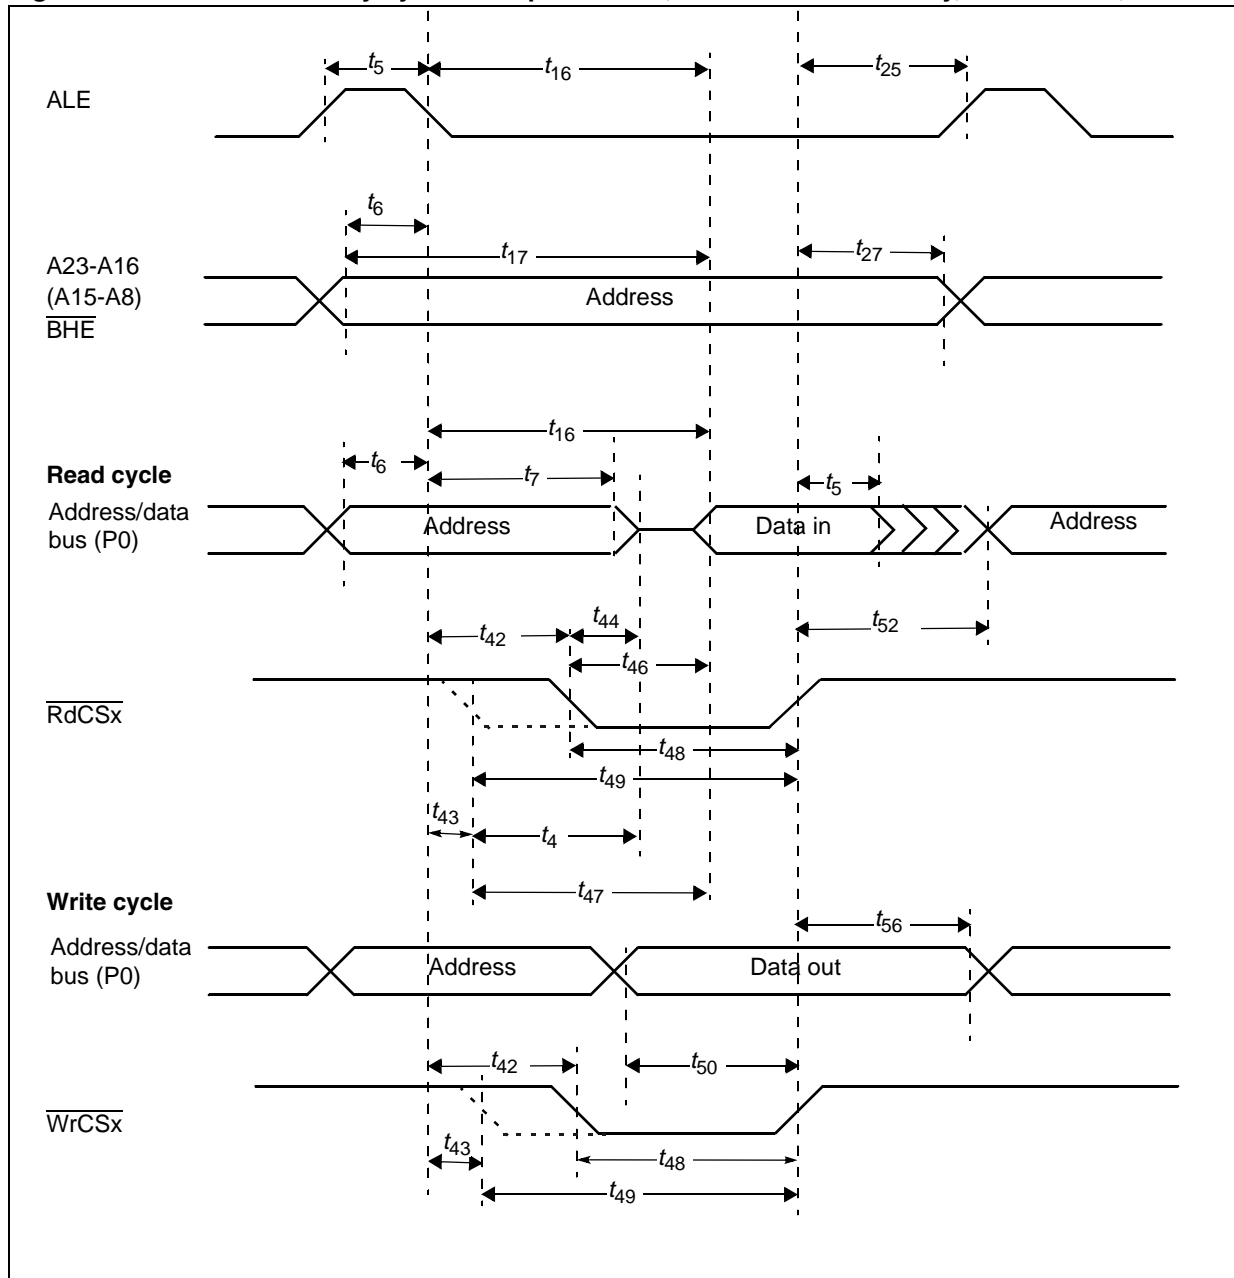 t5
t16
t25
ALE
t6
t17
t27
A23-A16
(A15-A8)
BHE
Address
t16
t6
t7
t5
Read cycle
Address/data
bus (P0)
Address
Data in
Address
t42
t44
t52
t46
RdCSx
t48
t49
t43
t4
t47
Write cycle
t56
Address/data
bus (P0)
Address
Data out
t42
t50
WrCSx
t43
t48
t49